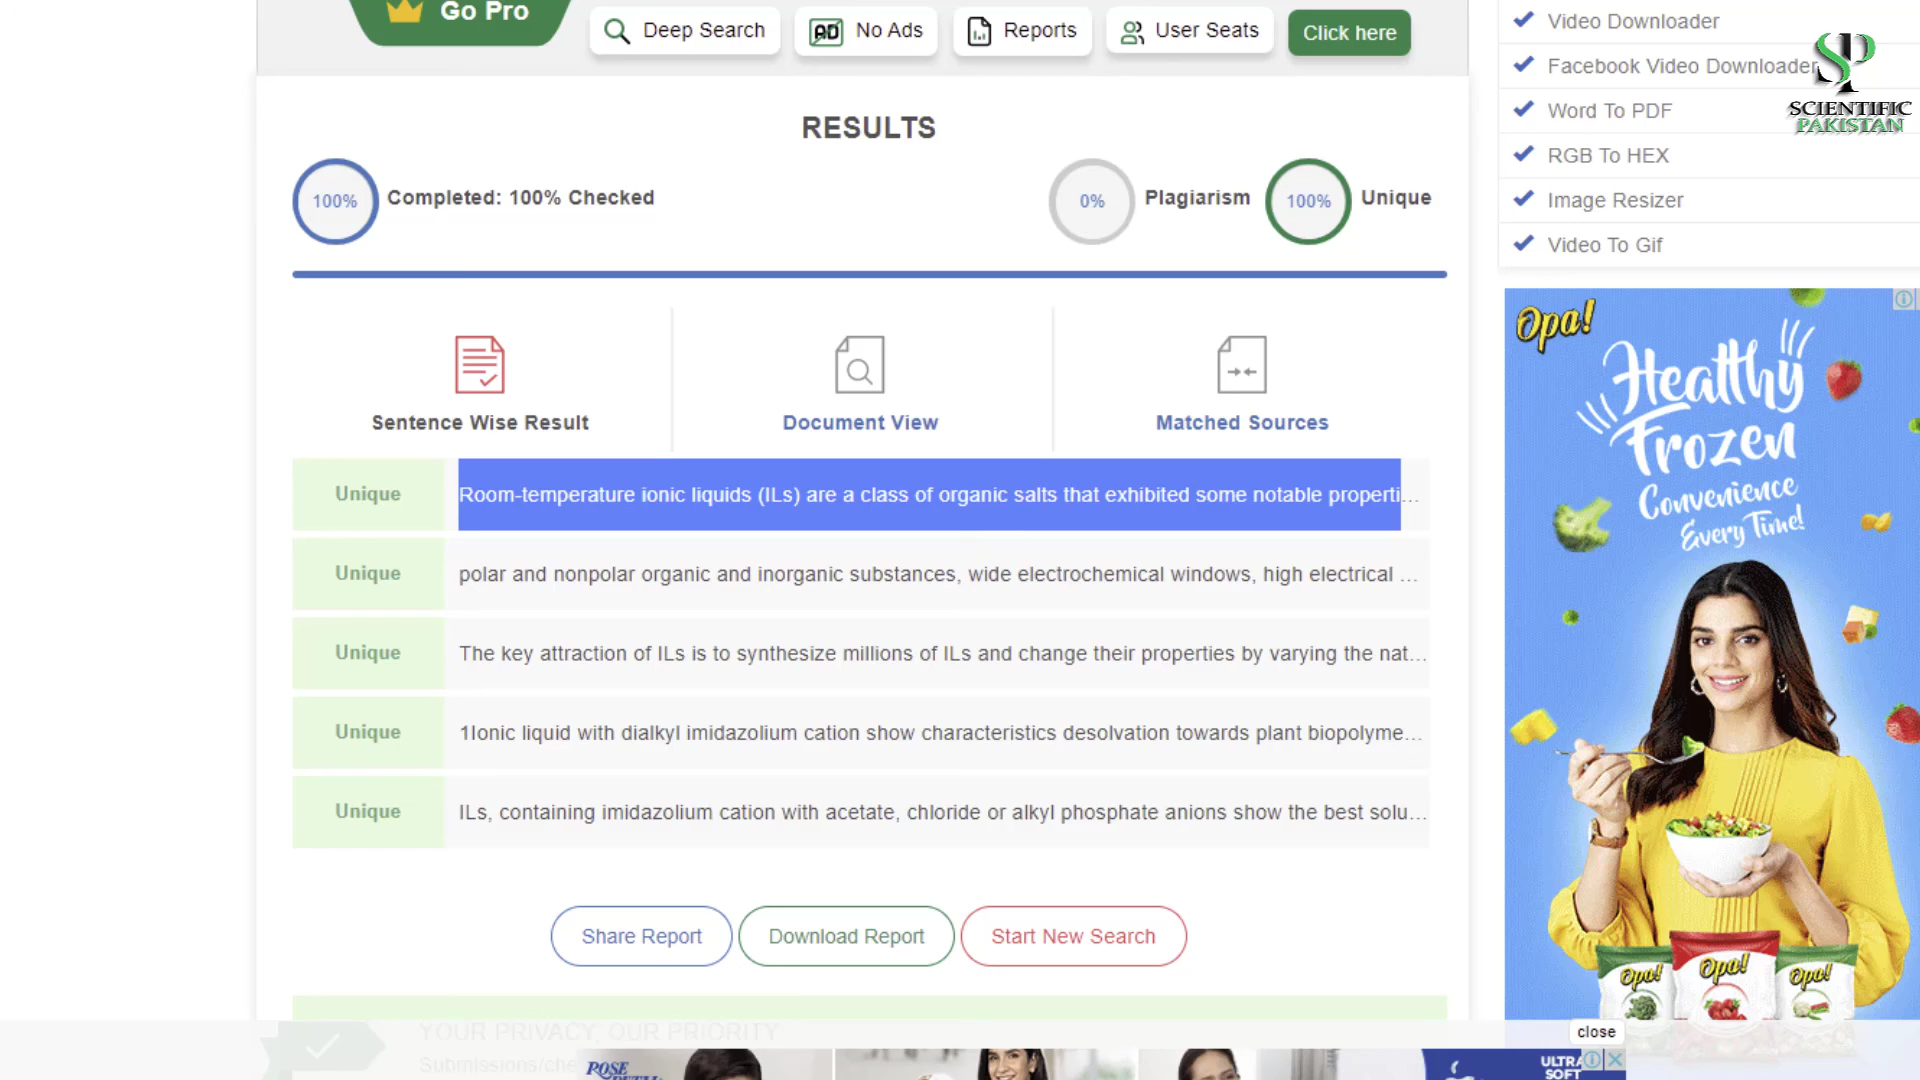 Go Pro
Deep Search
No Ads
Reports
User Seats
Click here
RESULTS
100%
Completed: 100% Checked
0%
Plagiarism
100%
Unique
Sentence Wise Result
Document View
Matched Sources
Unique
Room-temperature ionic liquids (ILs) are a class of organic salts that exhibited some notable properti...
Unique
polar and nonpolar organic and inorganic substances, wide electrochemical windows, high electrical ...
Unique
The key attraction of ILs is to synthesize millions of ILs and change their properties by varying the nat...
Unique
1Ionic liquid with dialkyl imidazolium cation show characteristics desolvation towards plant biopolyme...
Unique
ILs, containing imidazolium cation with acetate, chloride or alkyl phosphate anions show the best solu...
Share Report
Download Report
Start New Search
YOUR PRIVACY, OUR PRIORITY
Submissions/che
Video Downloader
Facebook Video Downloader
Word To PDF
RGB To HEX
Image Resizer
Video To Gif
SP
SCIENTIFIC
PAKISTAN
Opa!
Healthy
Frozen
Convenience
Every Time!
Opa!
Opa!
Opa!
close
ROSE
ULTRA
SOFT